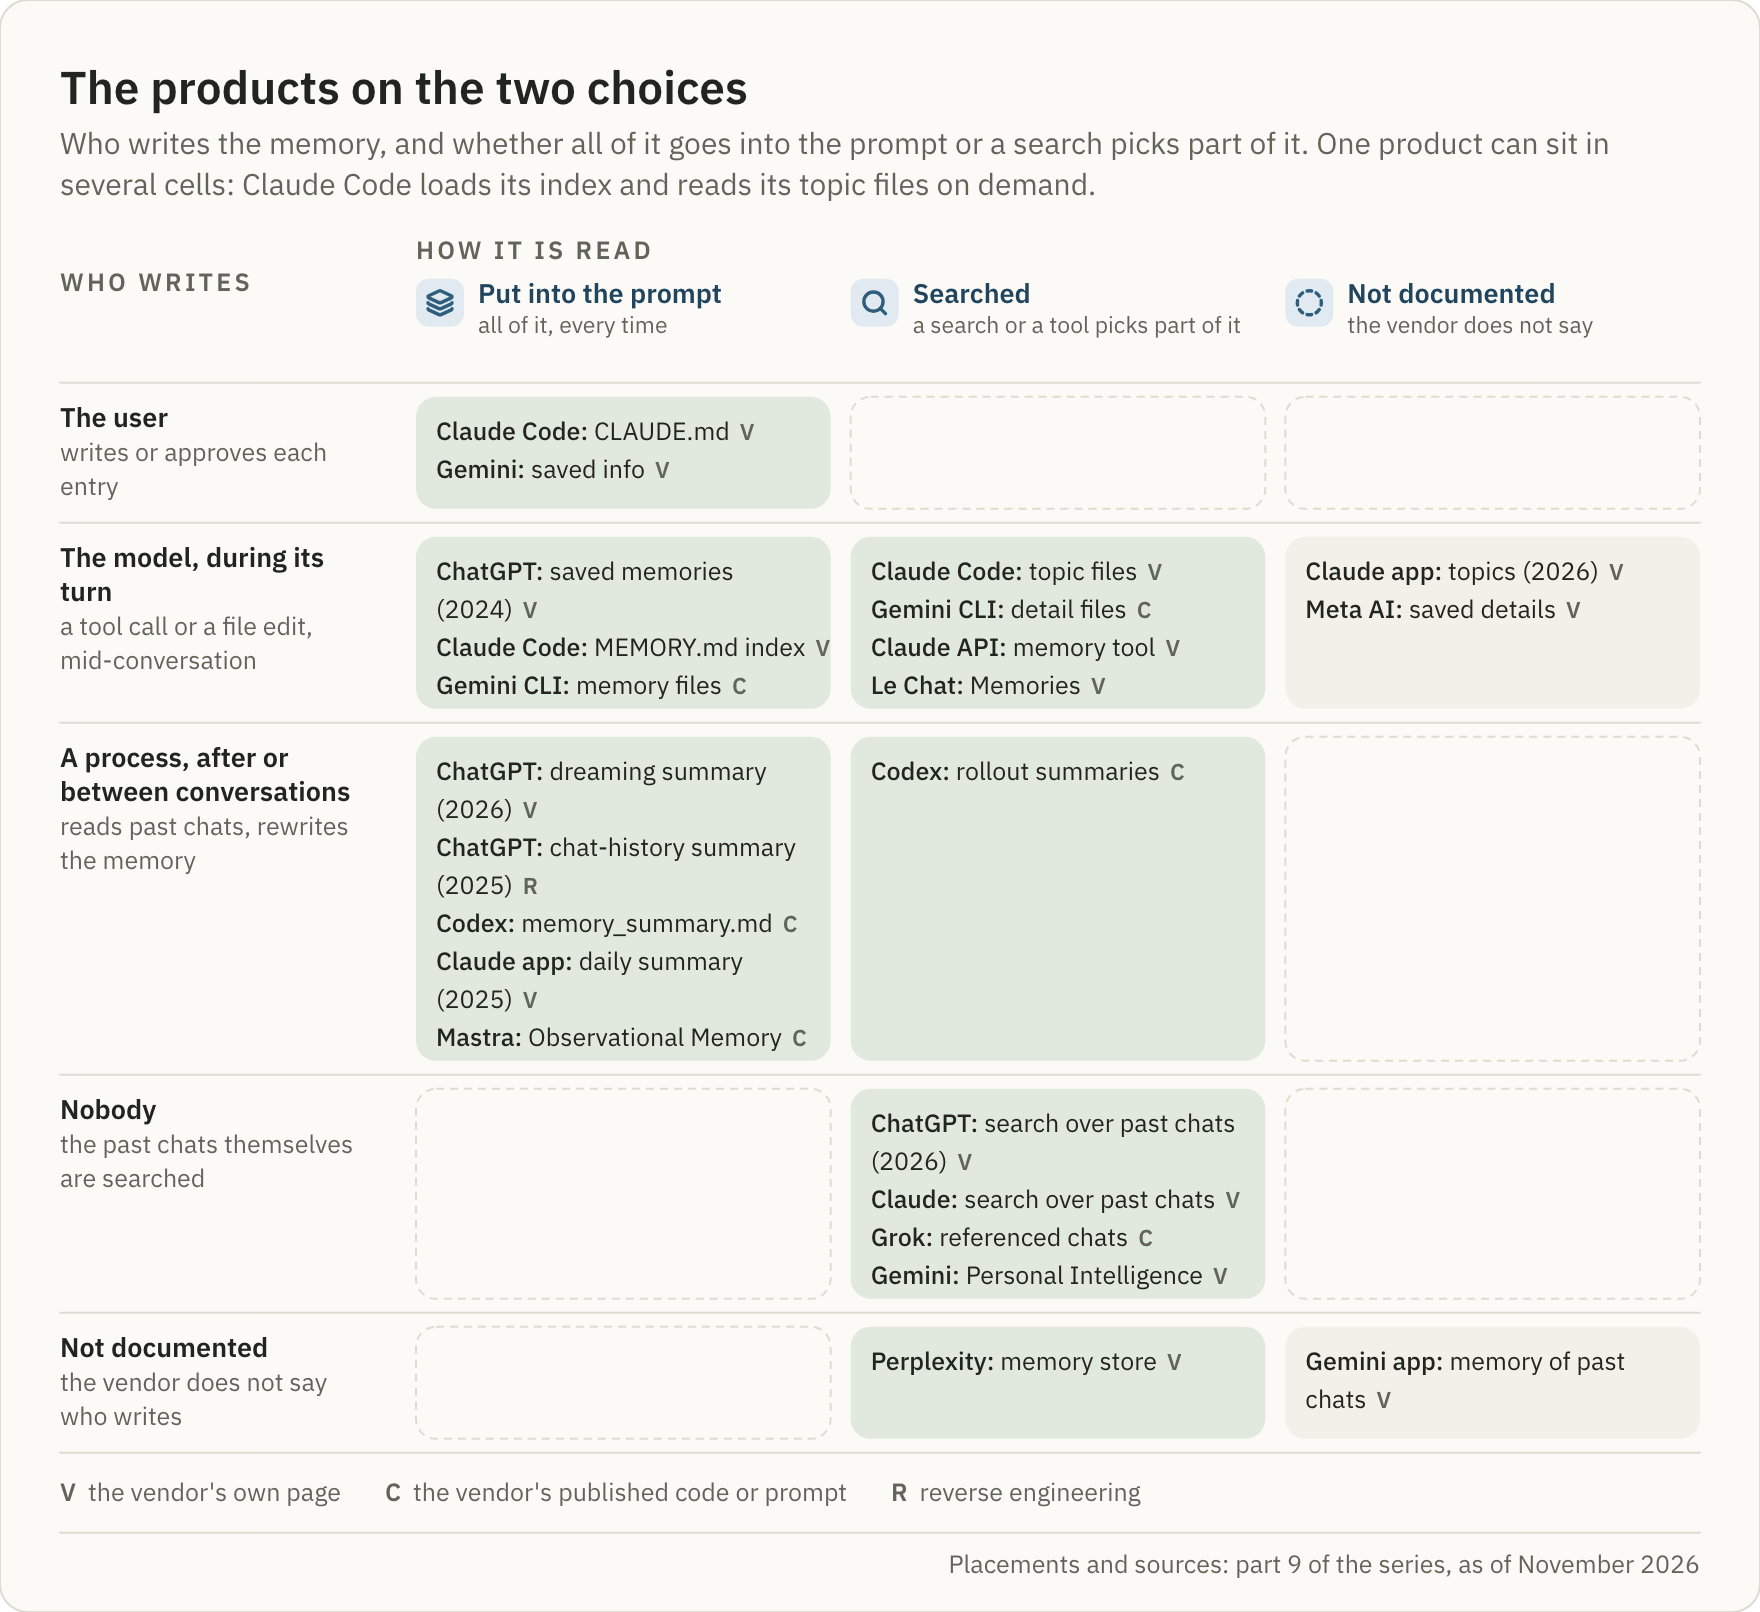 The products on the two choices
Who writes the memory, and whether all of it goes into the prompt or a search picks part of it. One product can sit in
several cells: Claude Code loads its index and reads its topic files on demand.
HOW IT IS READ
WHO WRITES
Put into the prompt
all of it, every time
Searched
a search or a tool picks part of it
Not documented
the vendor does not say
The user
writes or approves each
entry
Claude Code: CLAUDE.md V
Gemini: saved info V
The model, during its
turn
a tool call or a file edit,
mid-conversation
ChatGPT: saved memories
(2024) V
Claude Code: MEMORY.md index V
Gemini CLI: memory files C
Claude Code: topic files V
Gemini CLI: detail files C
Claude API: memory tool V
Le Chat: Memories V
Claude app: topics (2026) V
Meta AI: saved details V
A process, after or
between conversations
reads past chats, rewrites
the memory
ChatGPT: dreaming summary
(2026) V
ChatGPT: chat-history summary
(2025) R
Codex: memory_summary.md C
Claude app: daily summary
(2025) V
Mastra: Observational Memory C
Codex: rollout summaries C
Nobody
the past chats themselves
are searched
ChatGPT: search over past chats
(2026) V
Claude: search over past chats V
Grok: referenced chats C
Gemini: Personal Intelligence V
Not documented
the vendor does not say
who writes
Perplexity: memory store V
Gemini app: memory of past
chats V
V the vendor's own page C the vendor's published code or prompt R reverse engineering
Placements and sources: part 9 of the series, as of November 2026